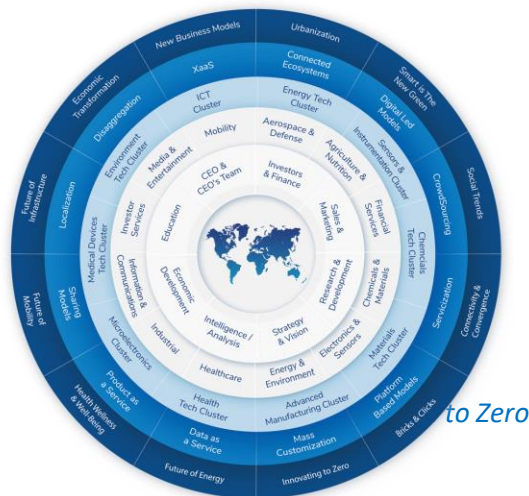 New Business Models
Urbanization
Smart is The
New Green
Social Trends
Connectivity &
Convergence
Bricks & Clicks
Innovating to Zero
Future of Energy
Health Wellness
& Well-Being
Future of
Mobility
Future of
Infrastructure
Economic
Transformation
XaaS
Connected
Ecosystems
Digital Led
Models
CrowdSourcing
Servicization
Platform
Based Models
Mass
Customization
Data as
a Service
Product as
a Service
Sharing
Models
Localization
Disaggregation
ICT
Cluster
Energy Tech
Cluster
Sensors &
Instrumentation Cluster
Chemcials
Tech Cluster
Materials
Tech Cluster
Advanced
Manufacturing Cluster
Health
Tech Cluster
Microelectronics
Cluster
Medical Devices
Tech Cluster
Environment
Tech Cluster
Mobility
Aerospace &
Defense
Agriculture &
Nutrition
Financial
Services
Chemicals &
Materials
Electronics &
Sensors
Energy &
Environment
Healthcare
Industrial
Information &
Communications
Investor
Services
Media &
Entertainment
CEO &
CEO's Team
Investors
& Finance
Sales &
Marketing
Research &
Development
Strategy
& Vision
Intelligence /
Analysis
Economic
Development
Education
to Zero